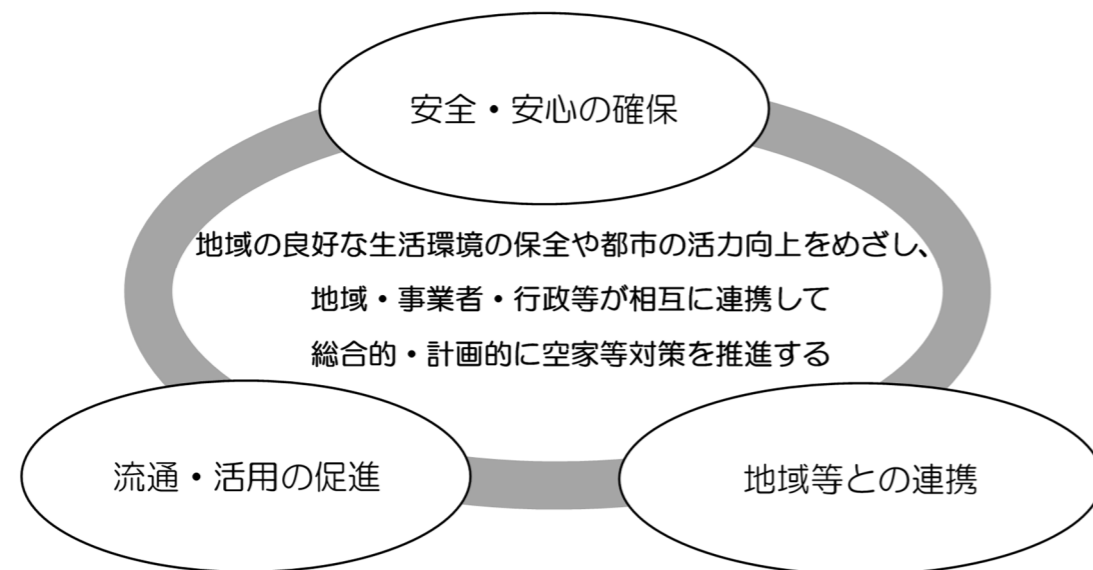 安全・安心の確保
地域の良好な生活環境の保全や都市の活力向上をめざし、
地域・事業者・行政等が相互に連携して
総合的・計画的に空家等対策を推進する
流通・活用の促進
地域等との連携